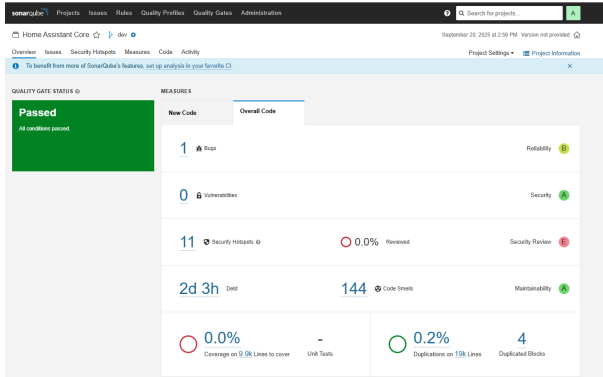 sonarqube Projects Issues Rules Quality Profiles Quality Gates Administration Search for projects... A
Home Assistant Core dev September 20, 2025 at 2:59 PM Version not provided
Overview Issues Security Hotspots Measures Code Activity Project Settings Project Information
To benefit from more of SonarQube's features, set up analysis in your favorite CI.
QUALITY GATE STATUS MEASURES
Passed
All conditions passed.
New Code Overall Code
1 Bugs Reliability B
0 Vulnerabilities Security A
11 Security Hotspots 0.0% Reviewed Security Review E
2d 3h Debt 144 Code Smells Maintainability A
0.0% - 0.2% 4
Coverage on 9.9k Lines to cover Unit Tests Duplications on 19k Lines Duplicated Blocks